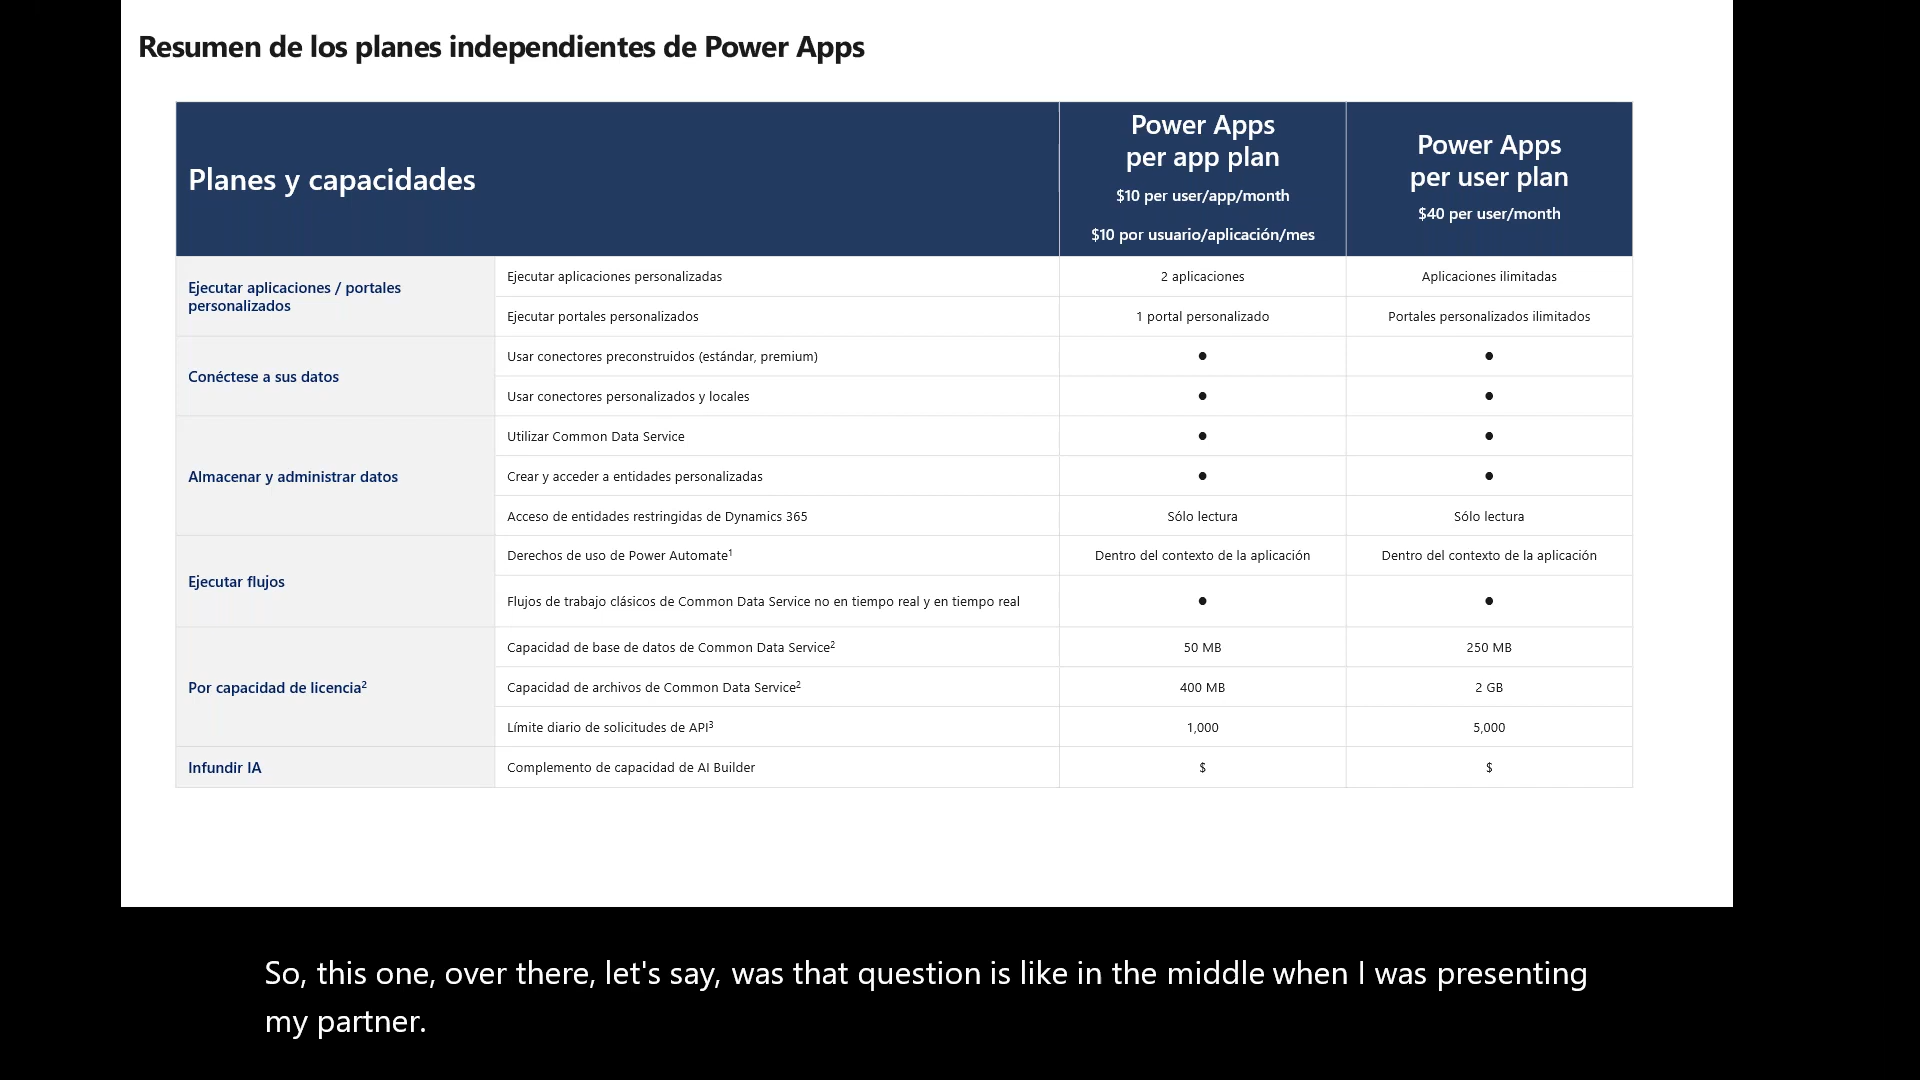 Resumen de los planes independientes de Power Apps
Planes y capacidades
Power Apps
per app plan
$10 per user/app/month
$10 por usuario/aplicación/mes
Power Apps
per user plan
$40 per user/month
Ejecutar aplicaciones / portales
personalizados
Ejecutar aplicaciones personalizadas
2 aplicaciones
Aplicaciones ilimitadas
Ejecutar portales personalizados
1 portal personalizado
Portales personalizados ilimitados
Conéctese a sus datos
Usar conectores preconstruidos (estándar, premium)
●
●
Usar conectores personalizados y locales
●
●
Almacenar y administrar datos
Utilizar Common Data Service
●
●
Crear y acceder a entidades personalizadas
●
●
Acceso de entidades restringidas de Dynamics 365
Sólo lectura
Sólo lectura
Ejecutar flujos
Derechos de uso de Power Automate¹
Dentro del contexto de la aplicación
Dentro del contexto de la aplicación
Flujos de trabajo clásicos de Common Data Service no en tiempo real y en tiempo real
●
●
Por capacidad de licencia²
Capacidad de base de datos de Common Data Service²
50 MB
250 MB
Capacidad de archivos de Common Data Service²
400 MB
2 GB
Límite diario de solicitudes de API³
1,000
5,000
Infundir IA
Complemento de capacidad de AI Builder
$
$
So, this one, over there, let's say, was that question is like in the middle when I was presenting
my partner.